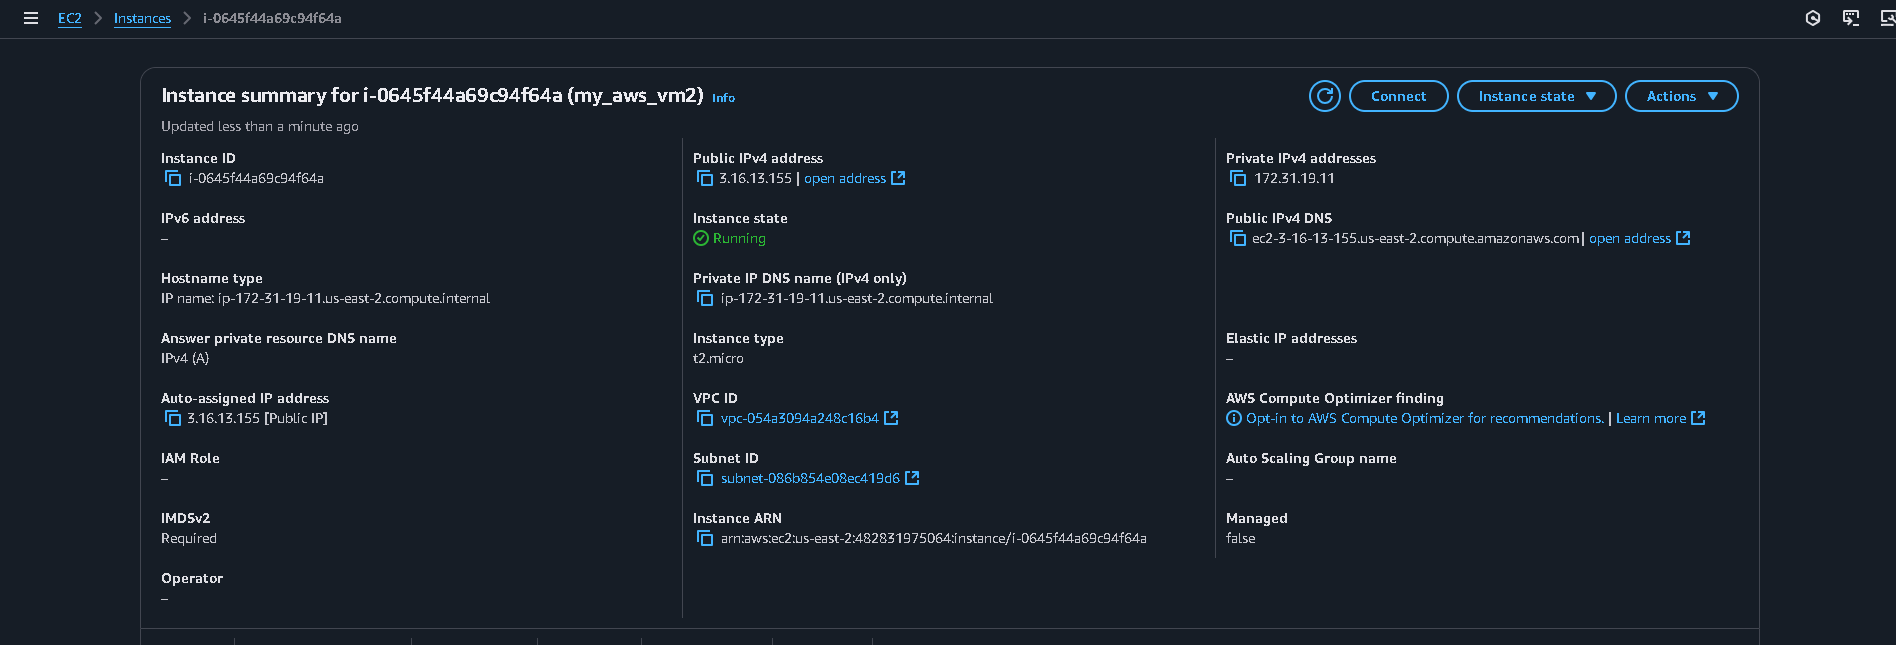 EC2 > Instances > i-0645f44a69c94f64a
Instance summary for i-0645f44a69c94f64a (my_aws_vm2) Info
Connect
Instance state
Actions
Updated less than a minute ago
Instance ID
i-0645f44a69c94f64a
Public IPv4 address
3.16.13.155 | open address
Private IPv4 addresses
172.31.19.11
IPv6 address
–
Instance state
Running
Public IPv4 DNS
ec2-3-16-13-155.us-east-2.compute.amazonaws.com | open address
Hostname type
IP name: ip-172-31-19-11.us-east-2.compute.internal
Private IP DNS name (IPv4 only)
ip-172-31-19-11.us-east-2.compute.internal
Answer private resource DNS name
IPv4 (A)
Instance type
t2.micro
Elastic IP addresses
–
Auto-assigned IP address
3.16.13.155 [Public IP]
VPC ID
vpc-054a3094a248c16b4
AWS Compute Optimizer finding
Opt-in to AWS Compute Optimizer for recommendations. | Learn more
IAM Role
–
Subnet ID
subnet-086b854e08ec419d6
Auto Scaling Group name
–
IMDSv2
Required
Instance ARN
arn:aws:ec2:us-east-2:482831975064:instance/i-0645f44a69c94f64a
Managed
false
Operator
–